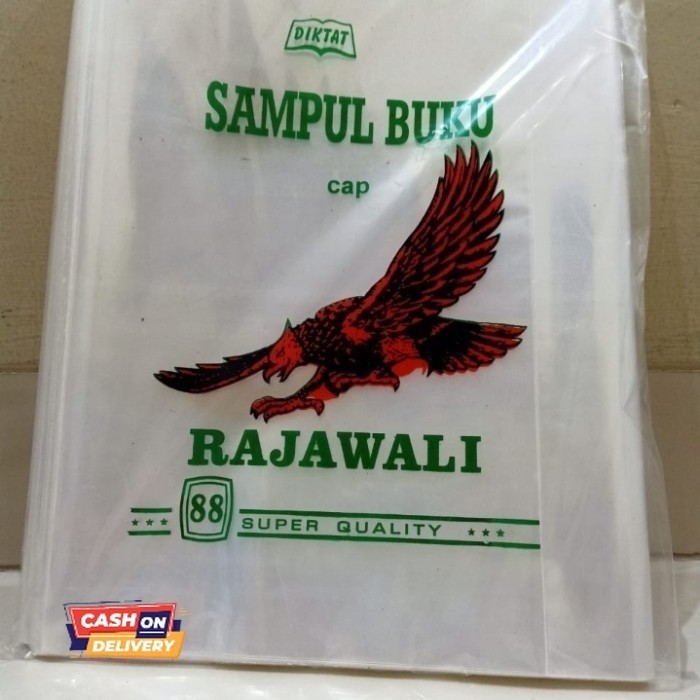 DIKTAT
SAMPUL BUKU
cap
RAJAWALI
88
SUPER QUALITY
CASH ON
DELIVERY